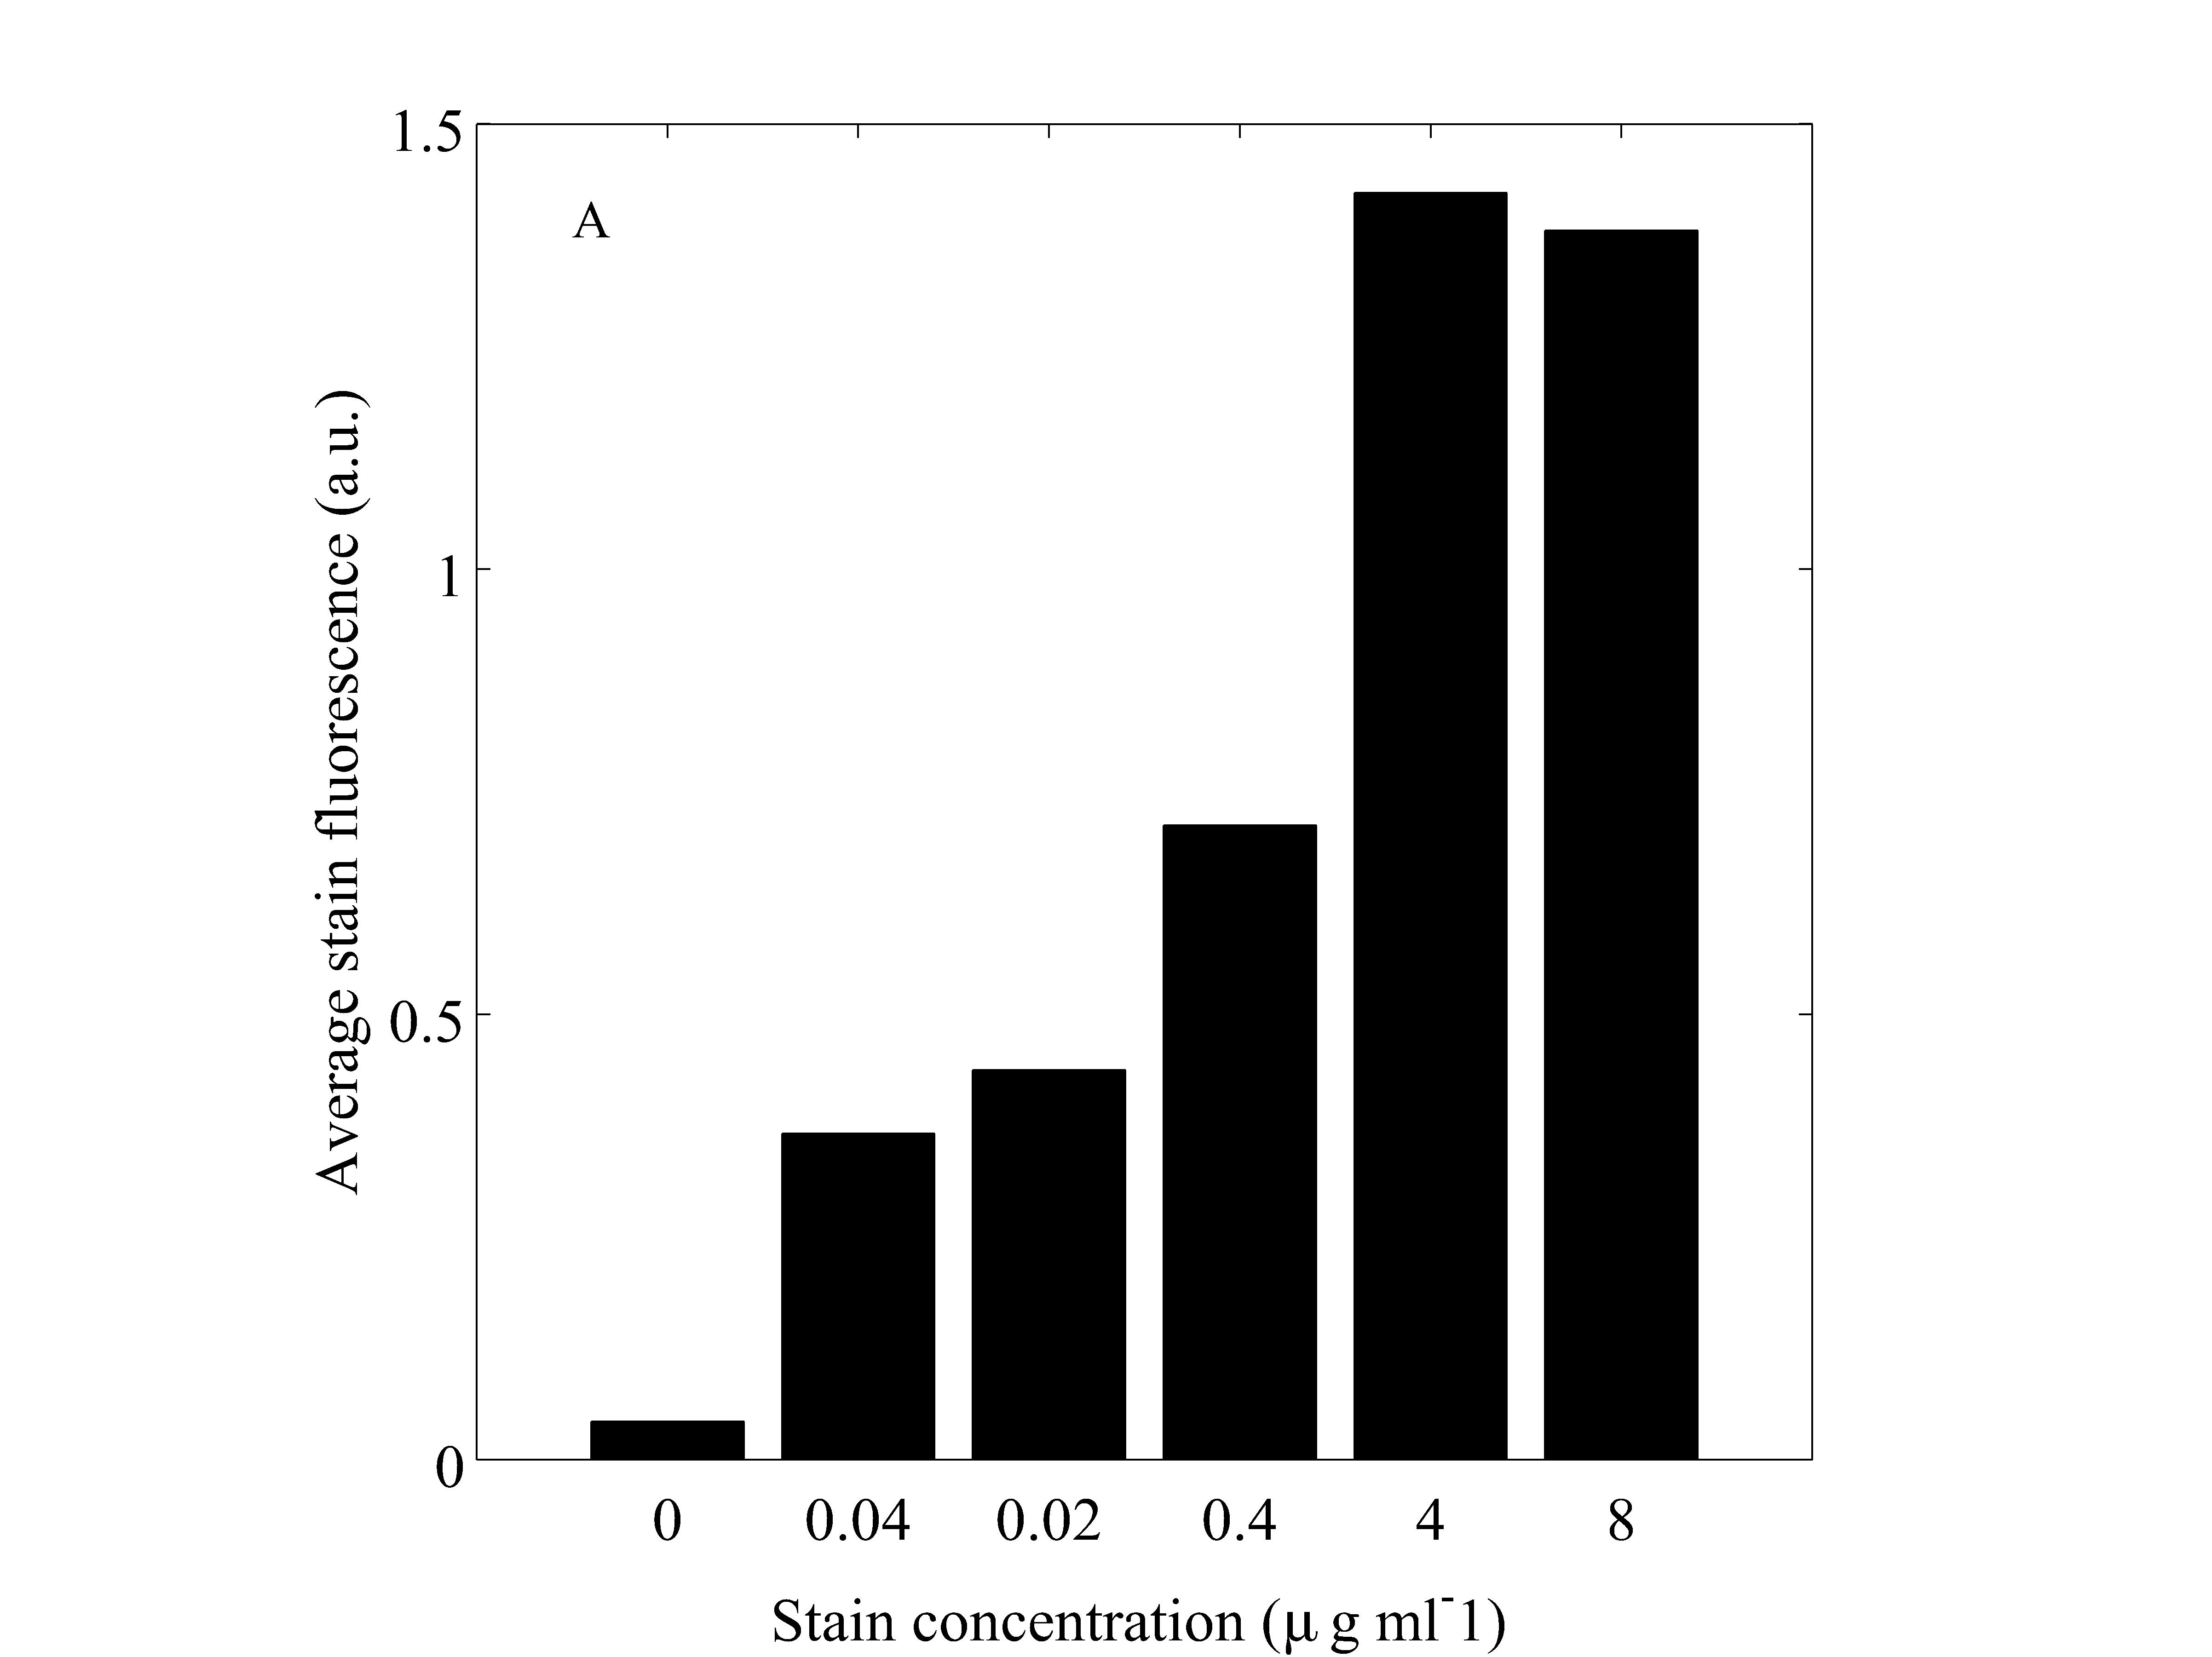 1.5
A
1
0.5
0
Average stain fluorescence (a.u.)
0 0.04 0.02 0.4 4 8
Stain concentration (μ g ml-1)